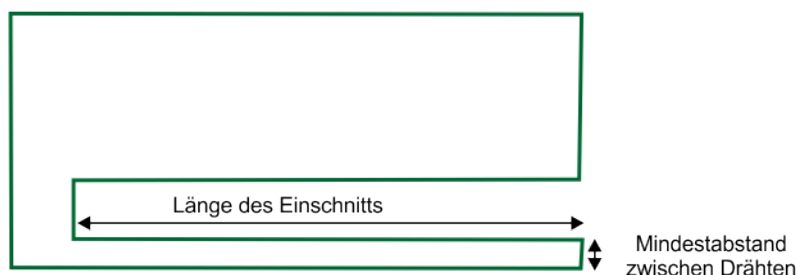 Länge des Einschnitts
Mindestabstand
zwischen Drähten